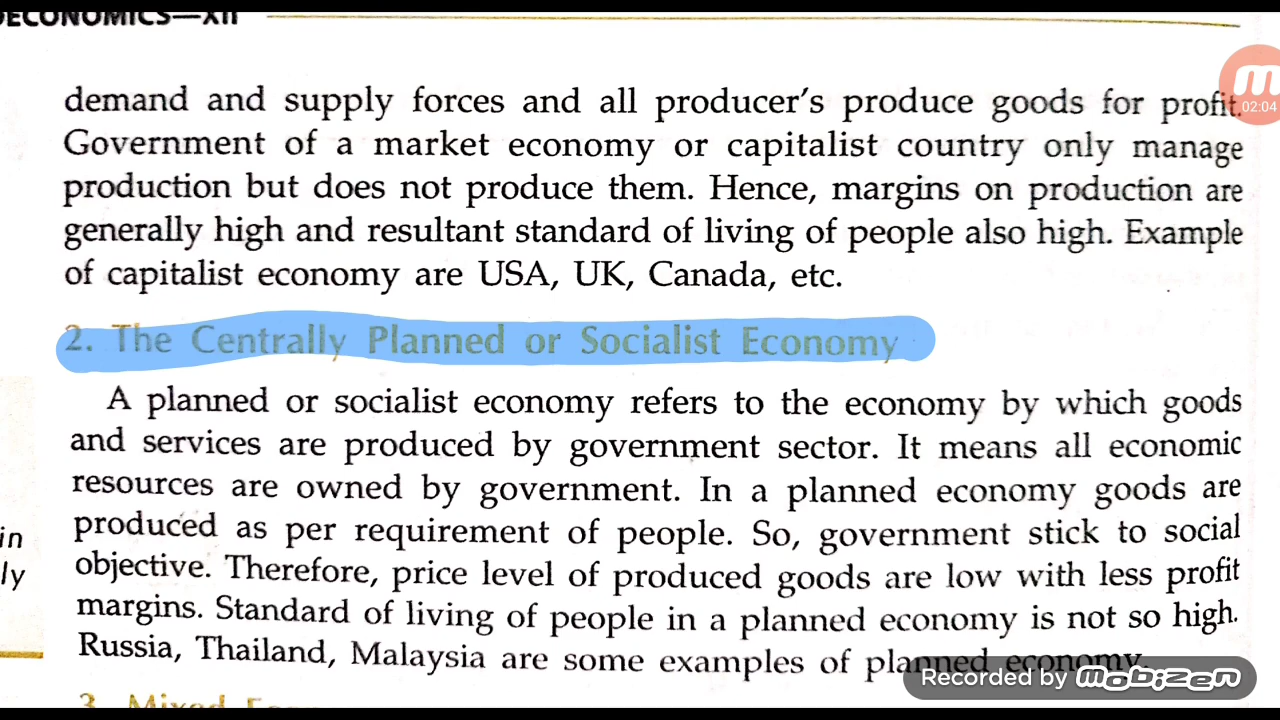 OECONOMICS—XII
02:04
demand and supply forces and all producer's produce goods for profit.
Government of a market economy or capitalist country only manage
production but does not produce them. Hence, margins on production are
generally high and resultant standard of living of people also high. Example
of capitalist economy are USA, UK, Canada, etc.
2. The Centrally Planned or Socialist Economy
A planned or socialist economy refers to the economy by which goods
and services are produced by government sector. It means all economic
resources are owned by government. In a planned economy goods are
produced as per requirement of people. So, government stick to social
objective. Therefore, price level of produced goods are low with less profit
margins. Standard of living of people in a planned economy is not so high.
Russia, Thailand, Malaysia are some examples of planned economy.
in
ly
Recorded by mobizen
3. Mixed